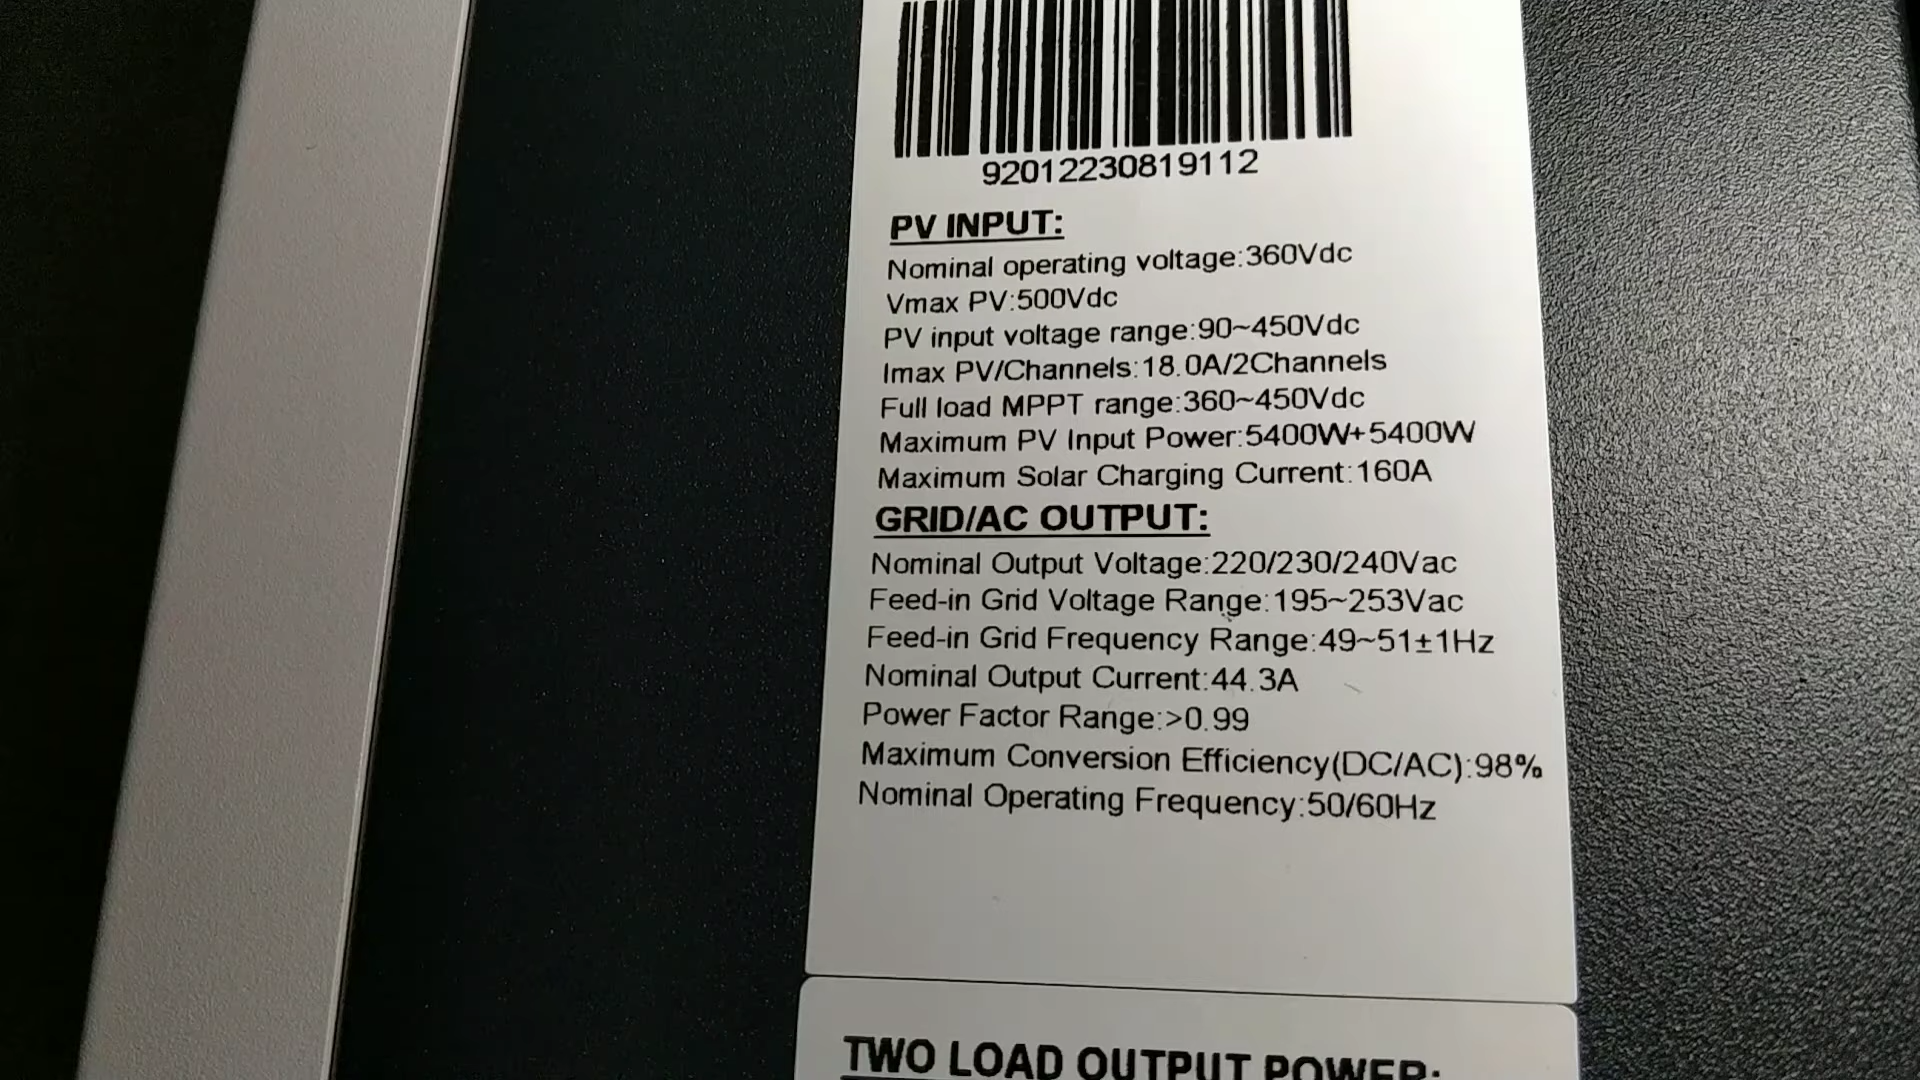 92012230819112
PV INPUT:
Nominal operating voltage:360Vdc
Vmax PV:500Vdc
PV input voltage range:90~450Vdc
Imax PV/Channels:18.0A/2Channels
Full load MPPT range:360~450Vdc
Maximum PV Input Power:5400W+5400W
Maximum Solar Charging Current:160A
GRID/AC OUTPUT:
Nominal Output Voltage:220/230/240Vac
Feed-in Grid Voltage Range:195~253Vac
Feed-in Grid Frequency Range:49~51±1Hz
Nominal Output Current:44.3A
Power Factor Range:>0.99
Maximum Conversion Efficiency(DC/AC):98%
Nominal Operating Frequency:50/60Hz
TWO LOAD OUTPUT POWER: